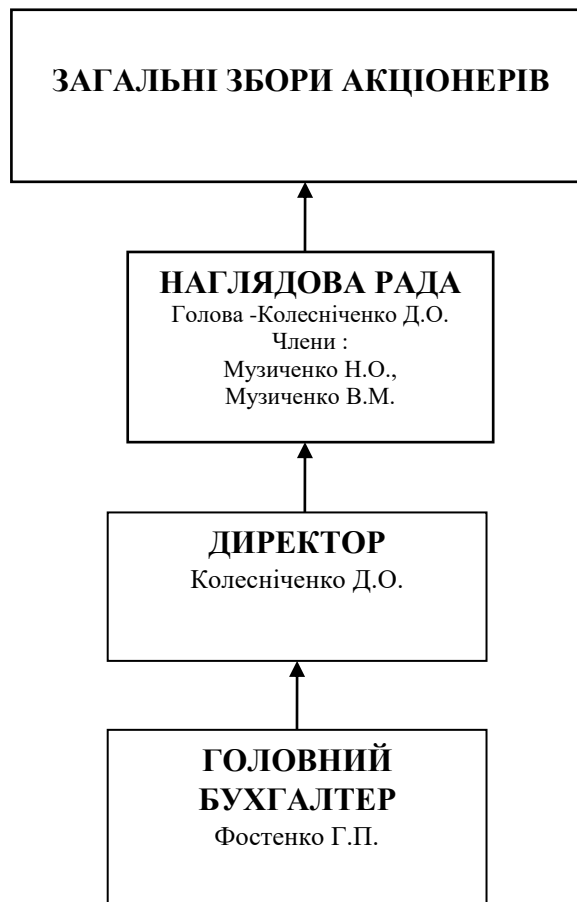 ЗАГАЛЬНІ ЗБОРИ АКЦІОНЕРІВ
НАГЛЯДОВА РАДА
Голова -Колесніченко Д.О.
Члени :
Музиченко Н.О.,
Музиченко В.М.
ДИРЕКТОР
Колесніченко Д.О.
ГОЛОВНИЙ
БУХГАЛТЕР
Фостенко Г.П.